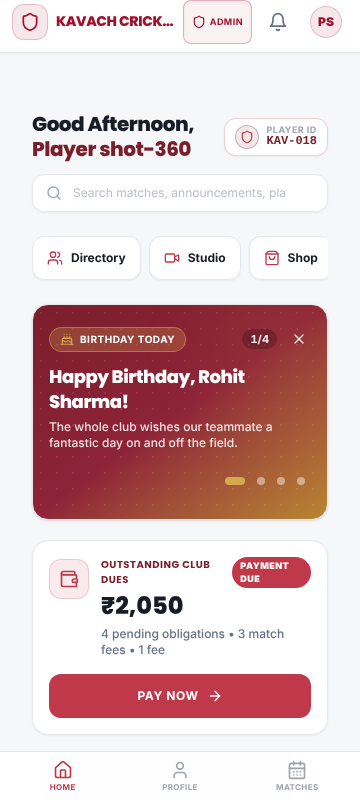 KAVACH CRICK...
ADMIN
PS
Good Afternoon,
Player shot-360
PLAYER ID
KAV-018
Search matches, announcements, pla
Directory
Studio
Shop
BIRTHDAY TODAY
1/4
Happy Birthday, Rohit
Sharma!
The whole club wishes our teammate a
fantastic day on and off the field.
OUTSTANDING CLUB
DUES
PAYMENT
DUE
₹2,050
4 pending obligations • 3 match
fees • 1 fee
PAY NOW
HOME
PROFILE
MATCHES